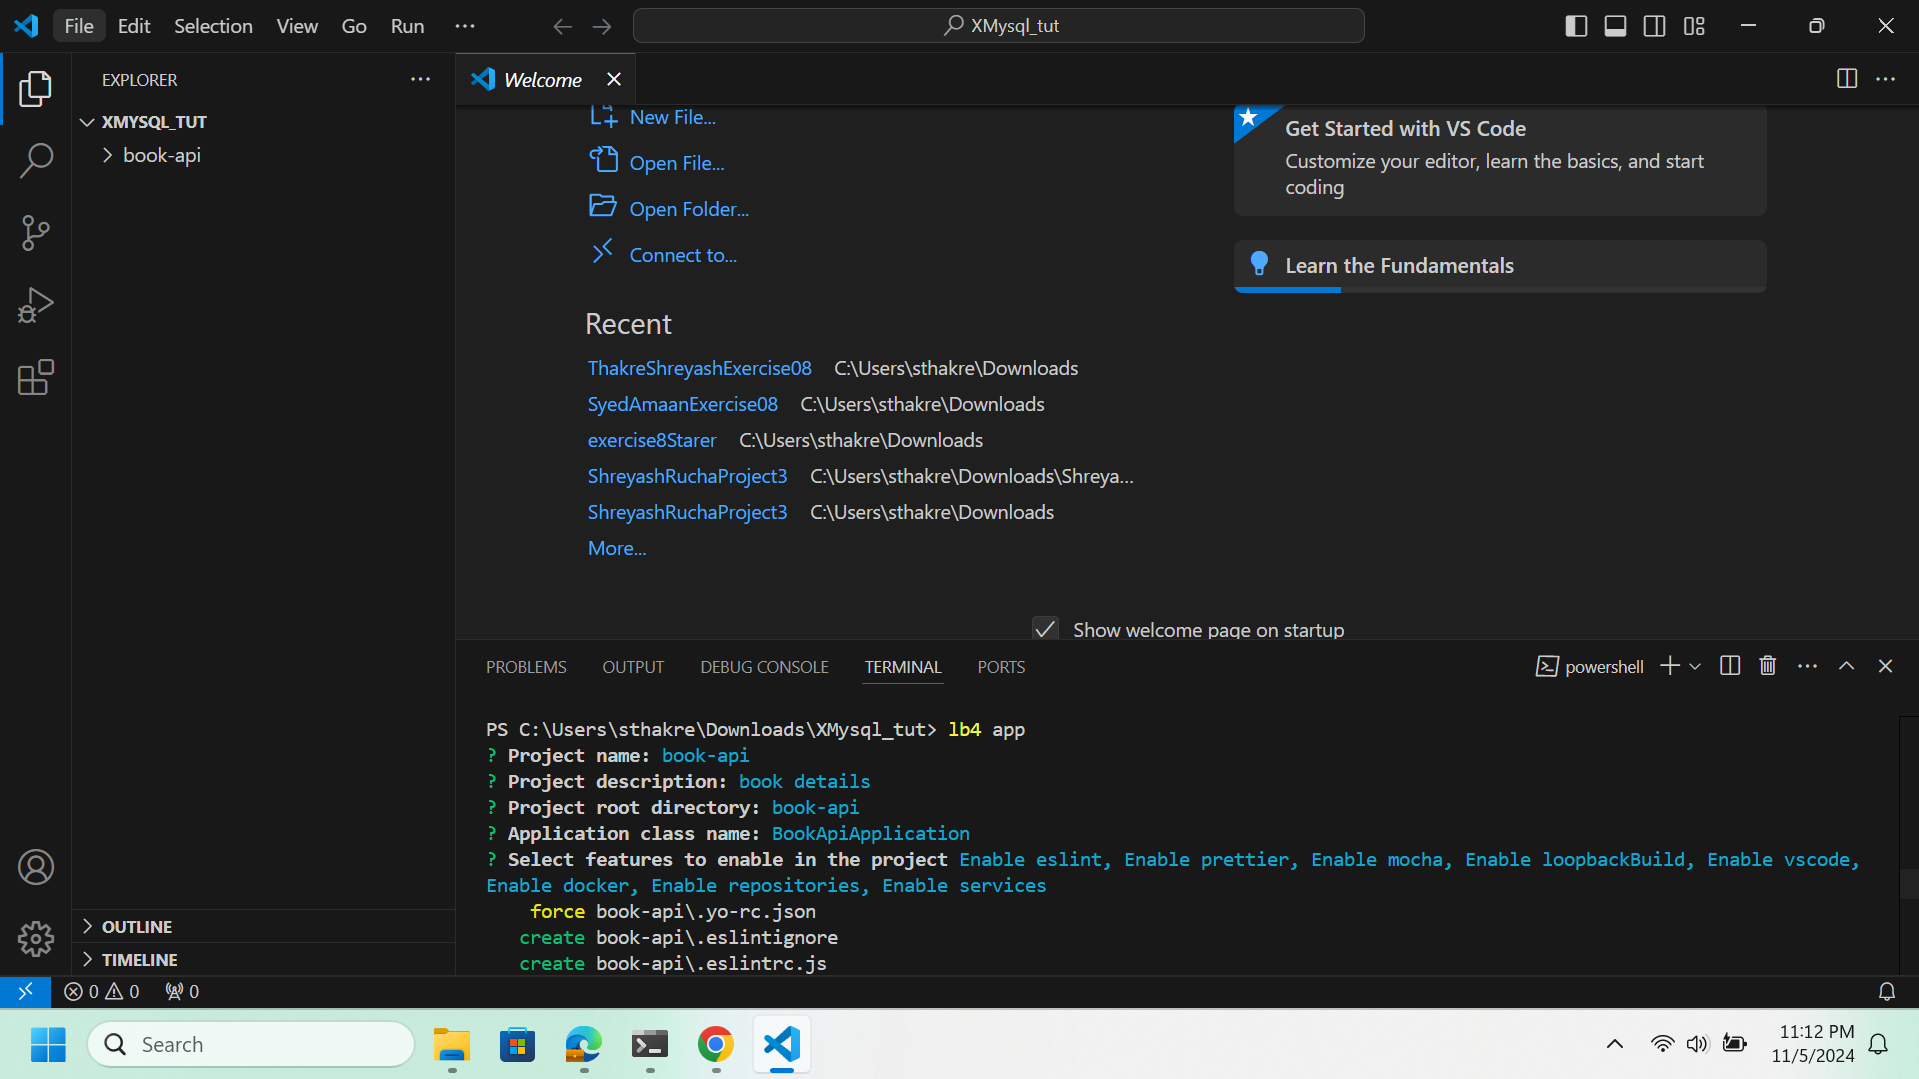 File Edit Selection View Go Run ...
XMysql_tut
EXPLORER
XMYSQL_TUT
book-api
OUTLINE
TIMELINE
Welcome
New File...
Open File...
Open Folder...
Connect to...
Recent
ThakreShreyashExercise08 C:\Users\sthakre\Downloads
SyedAmaanExercise08 C:\Users\sthakre\Downloads
exercise8Starer C:\Users\sthakre\Downloads
ShreyashRuchaProject3 C:\Users\sthakre\Downloads\Shreya...
ShreyashRuchaProject3 C:\Users\sthakre\Downloads
More...
Get Started with VS Code
Customize your editor, learn the basics, and start
coding
Learn the Fundamentals
Show welcome page on startup
PROBLEMS OUTPUT DEBUG CONSOLE TERMINAL PORTS
powershell
PS C:\Users\sthakre\Downloads\XMysql_tut> lb4 app
? Project name: book-api
? Project description: book details
? Project root directory: book-api
? Application class name: BookApiApplication
? Select features to enable in the project Enable eslint, Enable prettier, Enable mocha, Enable loopbackBuild, Enable vscode,
Enable docker, Enable repositories, Enable services
force book-api\.yo-rc.json
create book-api\.eslintignore
create book-api\.eslintrc.js
0 0 0
Search
11:12 PM
11/5/2024